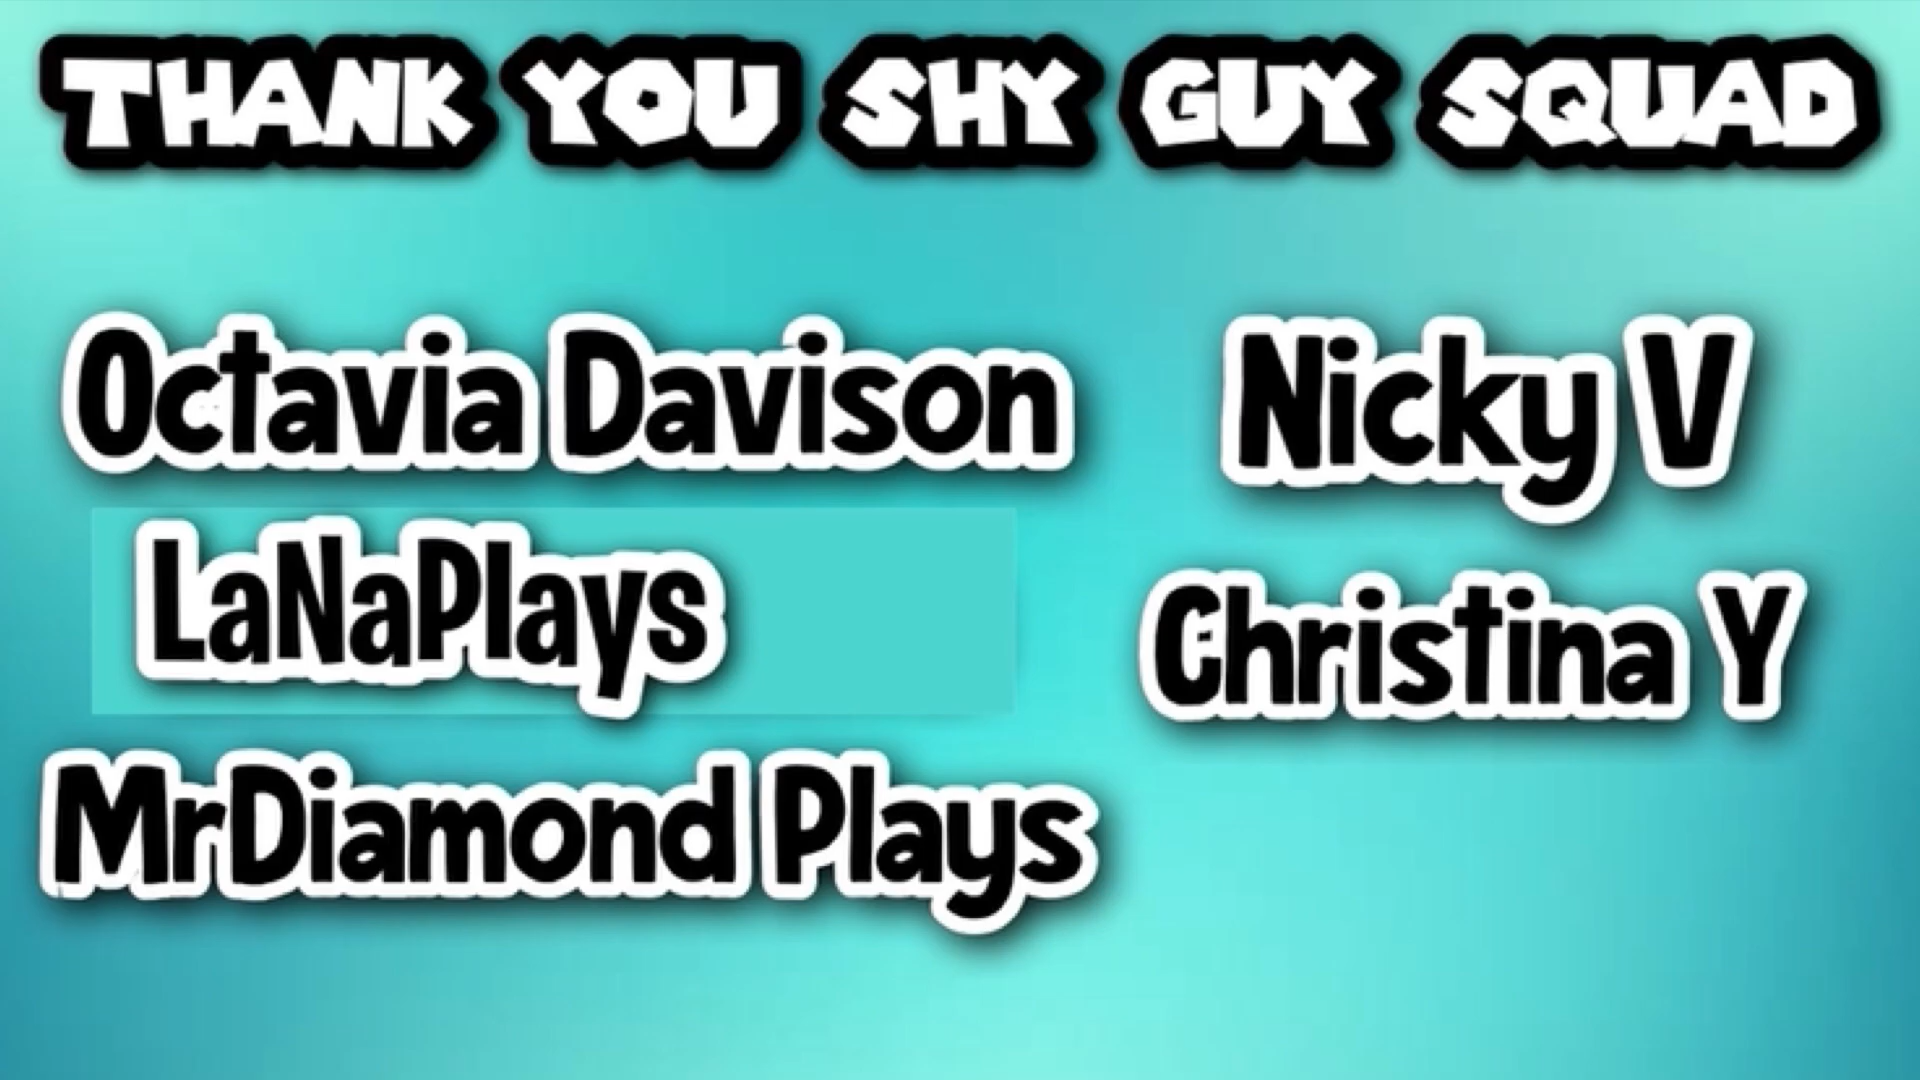 THANK YOU SHY GUY SQUAD
Octavia Davison
LaNaPlays
MrDiamond Plays
Nicky V
Christina Y